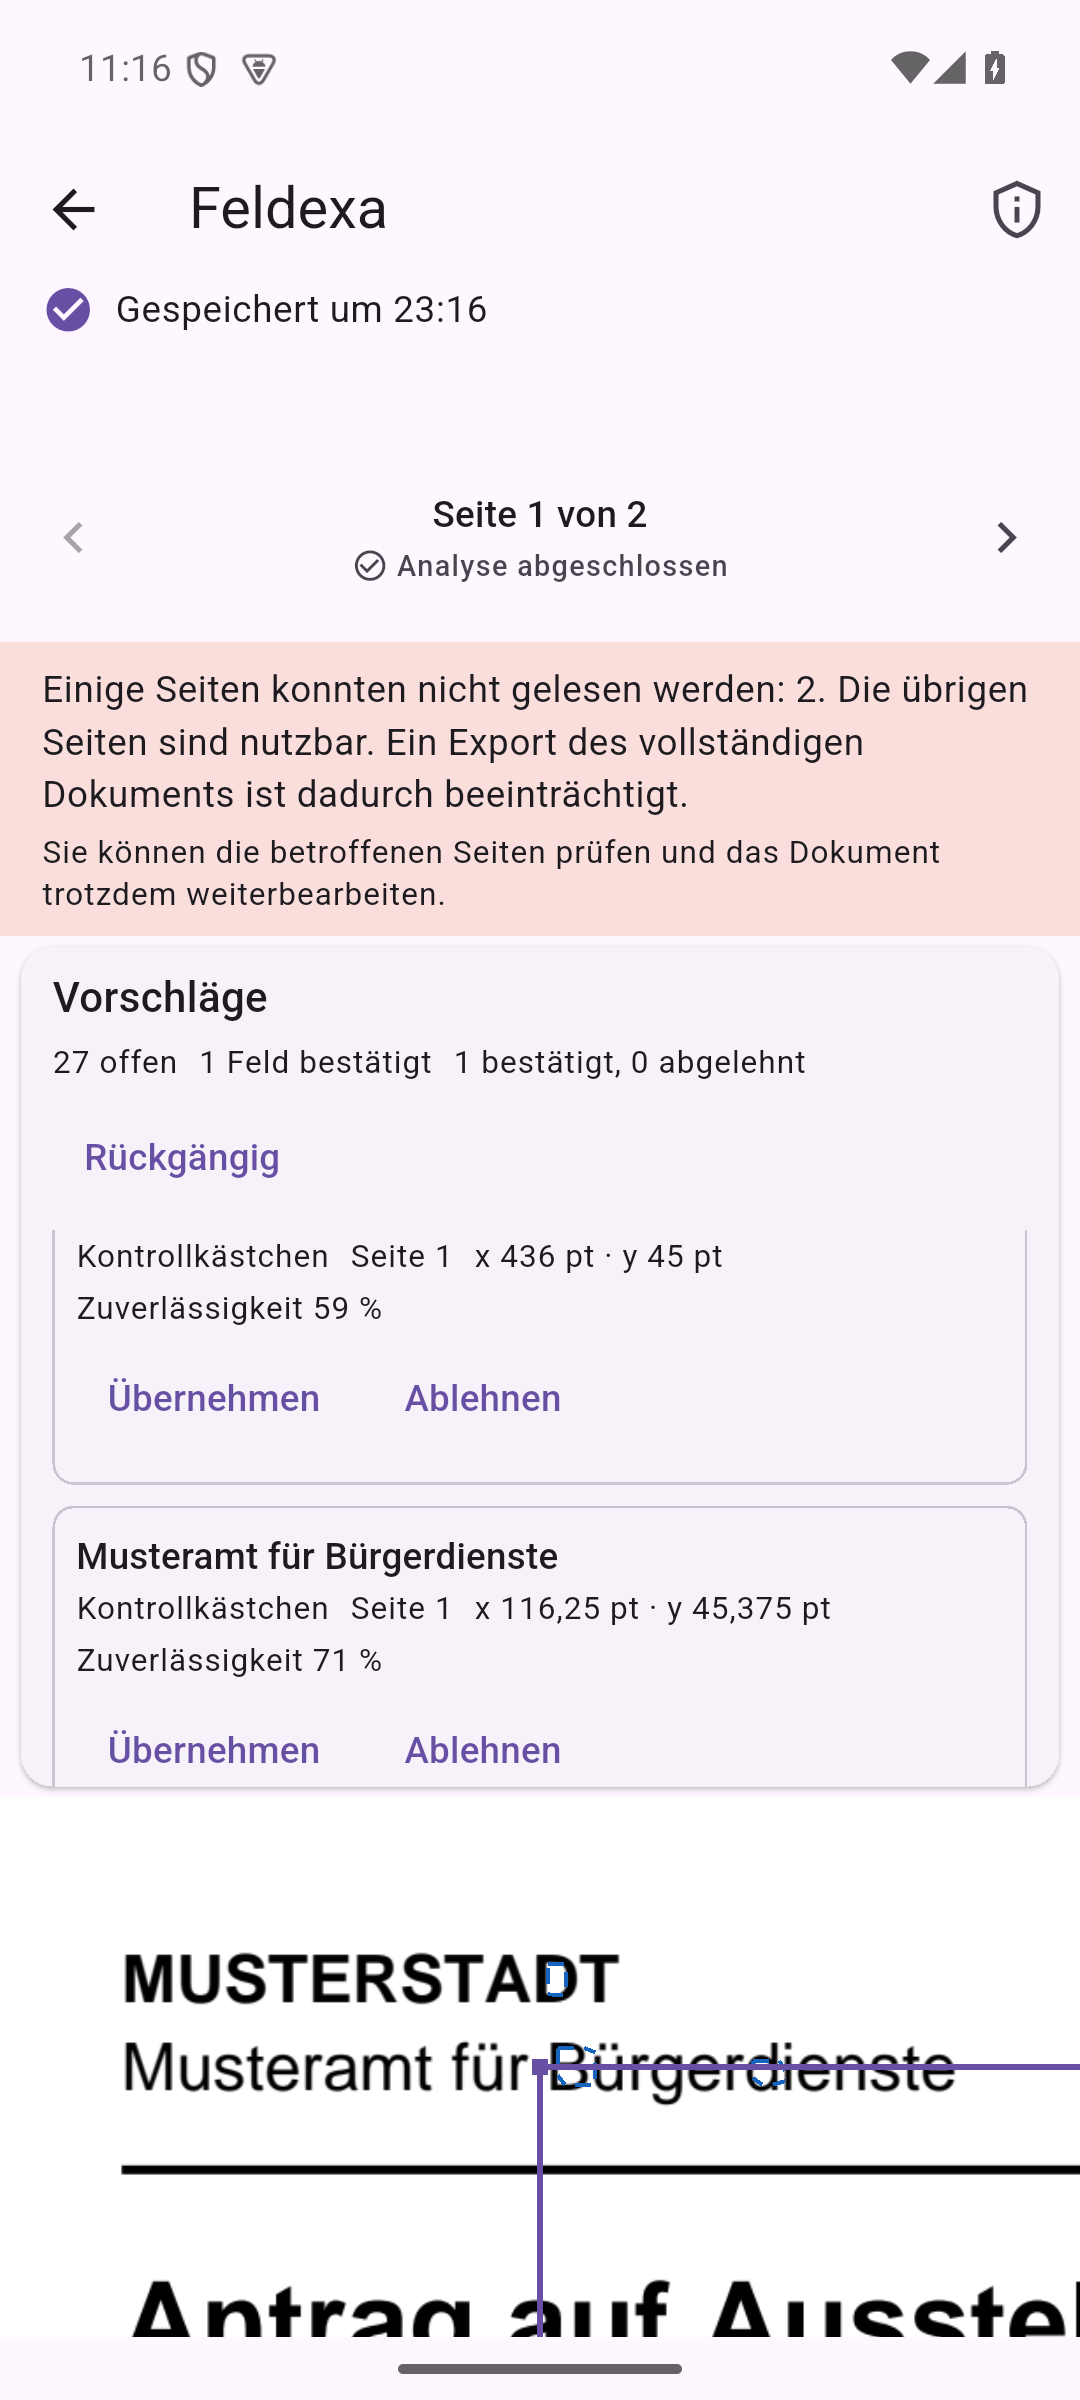 11:16
Feldexa
Gespeichert um 23:16
Seite 1 von 2
Analyse abgeschlossen
Einige Seiten konnten nicht gelesen werden: 2. Die übrigen
Seiten sind nutzbar. Ein Export des vollständigen
Dokuments ist dadurch beeinträchtigt.
Sie können die betroffenen Seiten prüfen und das Dokument
trotzdem weiterbearbeiten.
Vorschläge
27 offen 1 Feld bestätigt 1 bestätigt, 0 abgelehnt
Rückgängig
Kontrollkästchen Seite 1 x 436 pt · y 45 pt
Zuverlässigkeit 59 %
Übernehmen Ablehnen
Musteramt für Bürgerdienste
Kontrollkästchen Seite 1 x 116,25 pt · y 45,375 pt
Zuverlässigkeit 71 %
Übernehmen Ablehnen
MUSTERSTADT
Musteramt für Bürgerdienste
Antrag auf Ausstel